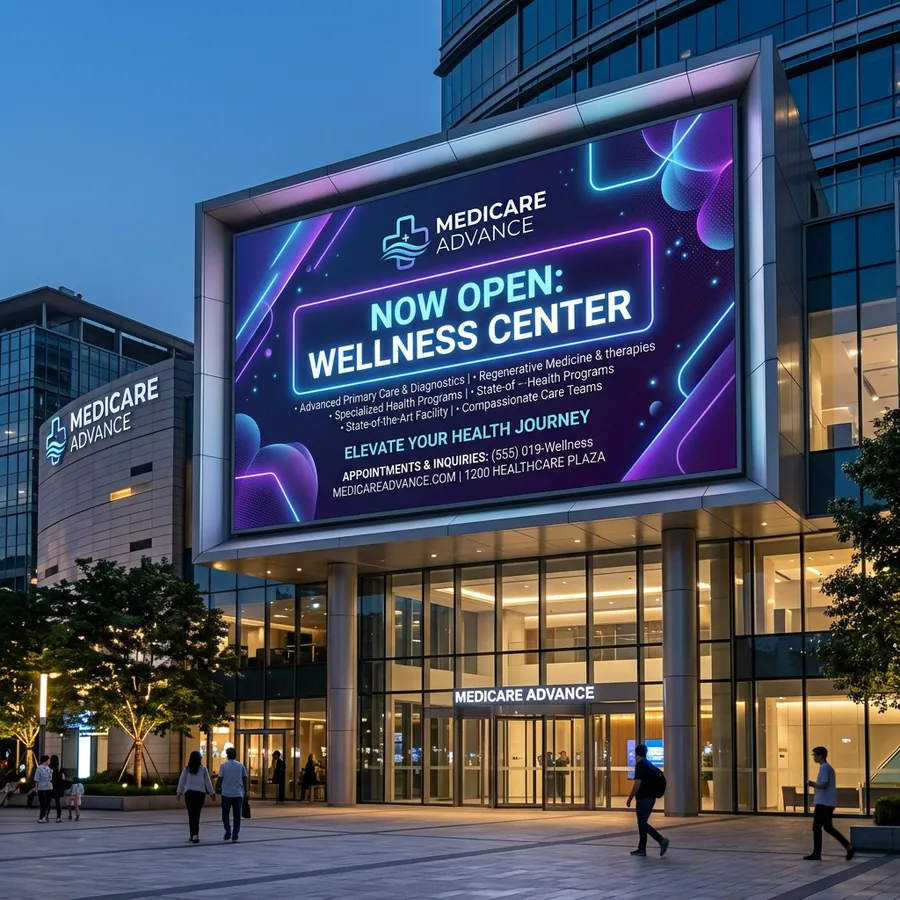 MEDICARE
ADVANCE
NOW OPEN:
WELLNESS CENTER
• Advanced Primary Care & Diagnostics | • Regenerative Medicine & therapies
• Specialized Health Programs | • State-of-–-Health Programs
• State-of-the-Art Facility | • Compassionate Care Teams
ELEVATE YOUR HEALTH JOURNEY
APPOINTMENTS & INQUIRIES: (555) 019-Wellness
MEDICAREADVANCE.COM | 1200 HEALTHCARE PLAZA
MEDICARE
ADVANCE
MEDICARE ADVANCE